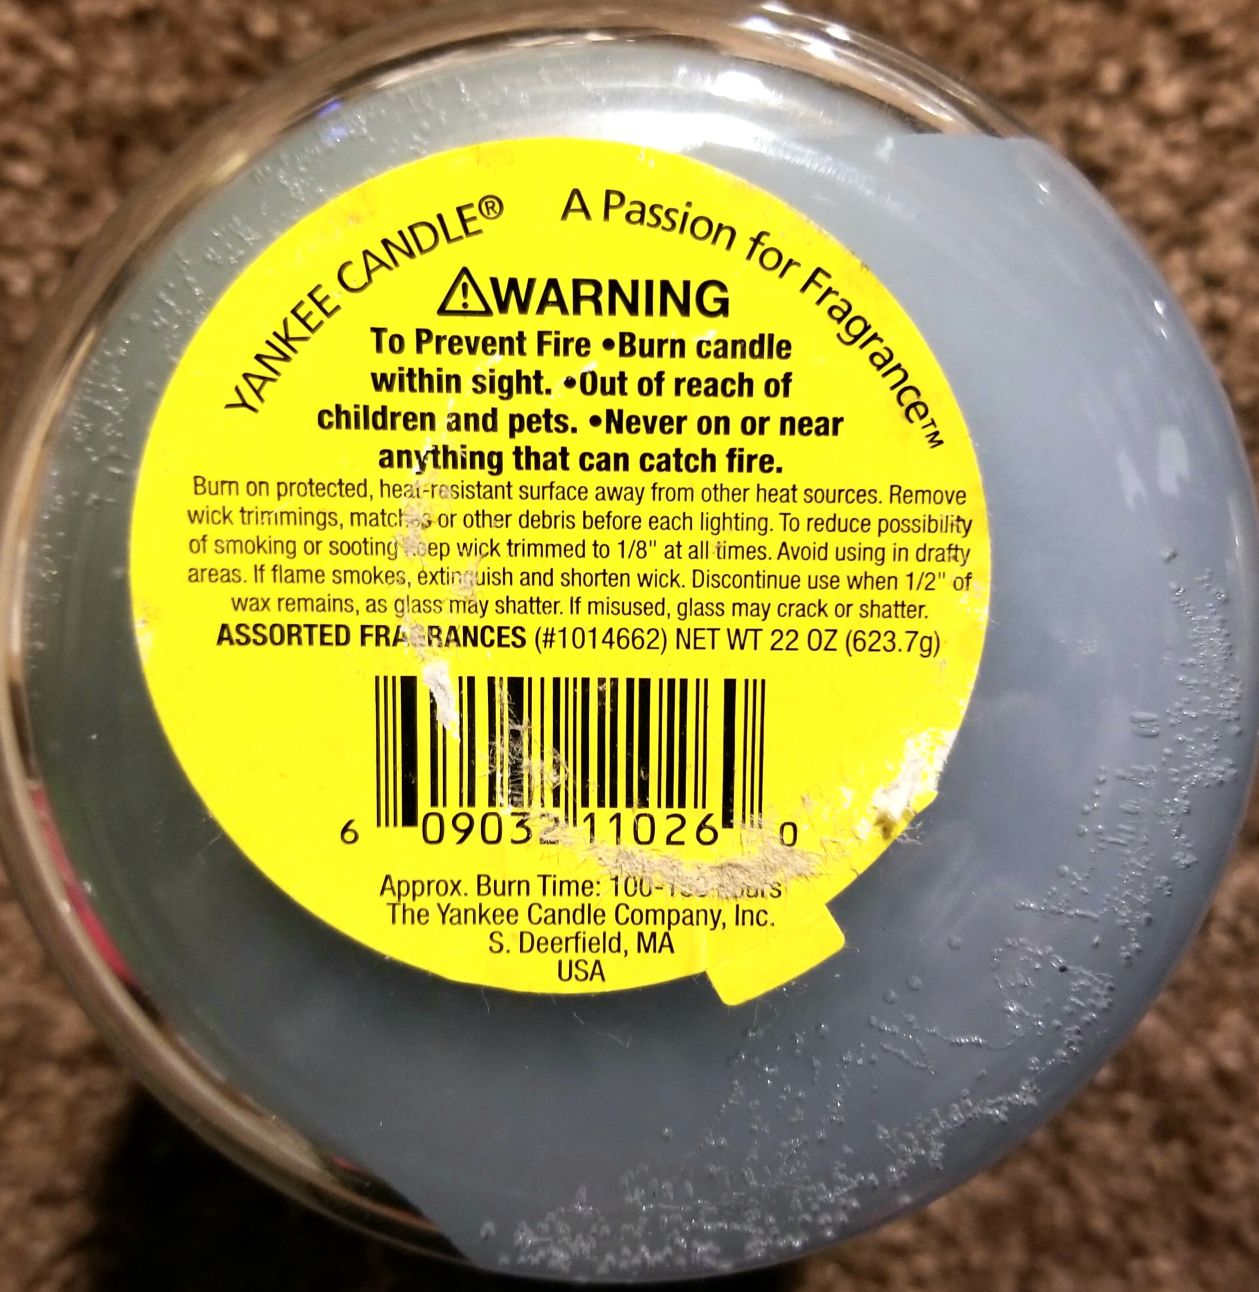 YANKEE CANDLE® A Passion for Fragrance™
⚠WARNING
To Prevent Fire •Burn candle
within sight. •Out of reach of
children and pets. •Never on or near
anything that can catch fire.
Burn on protected, heat-resistant surface away from other heat sources. Remove
wick trimmings, matches or other debris before each lighting. To reduce possibility
of smoking or sooting keep wick trimmed to 1/8" at all times. Avoid using in drafty
areas. If flame smokes, extinguish and shorten wick. Discontinue use when 1/2" of
wax remains, as glass may shatter. If misused, glass may crack or shatter.
ASSORTED FRAGRANCES (#1014662) NET WT 22 OZ (623.7g)
6 09032 11026 0
Approx. Burn Time:
The Yankee Candle Company, Inc.
S. Deerfield, MA
USA